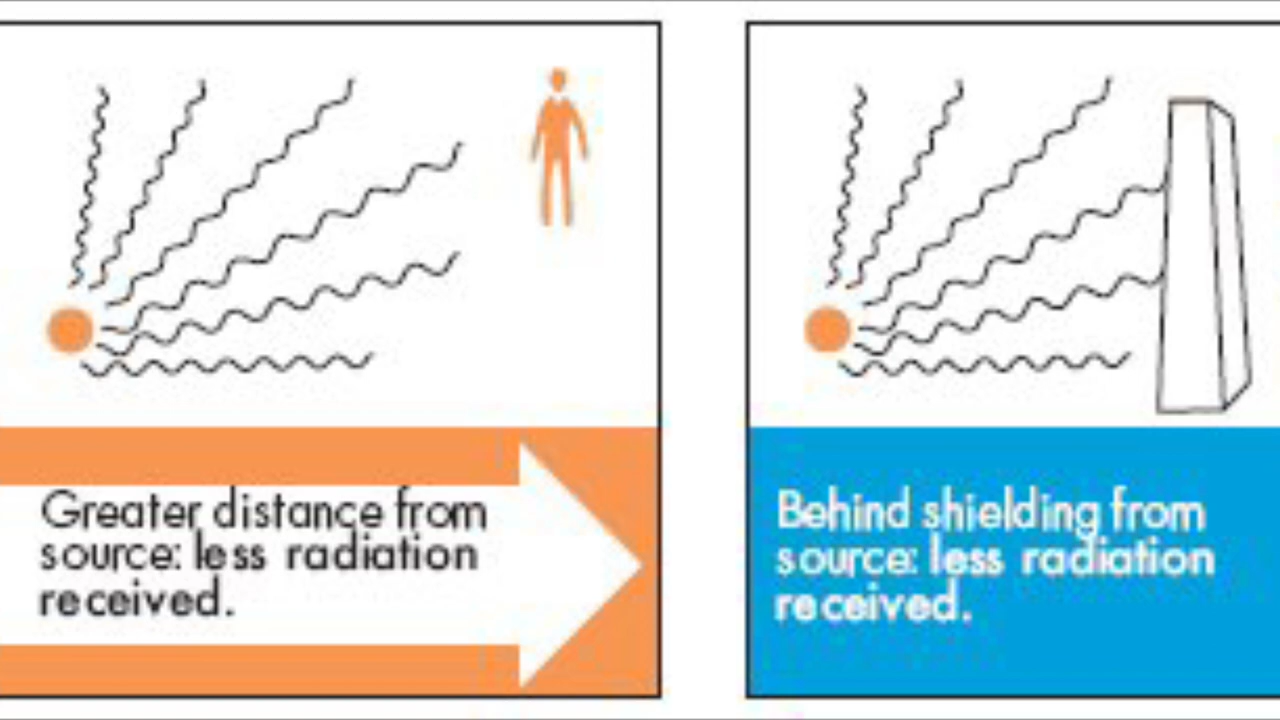 Greater distance from
source: less radiation
received.
Behind shielding from
source: less radiation
received.